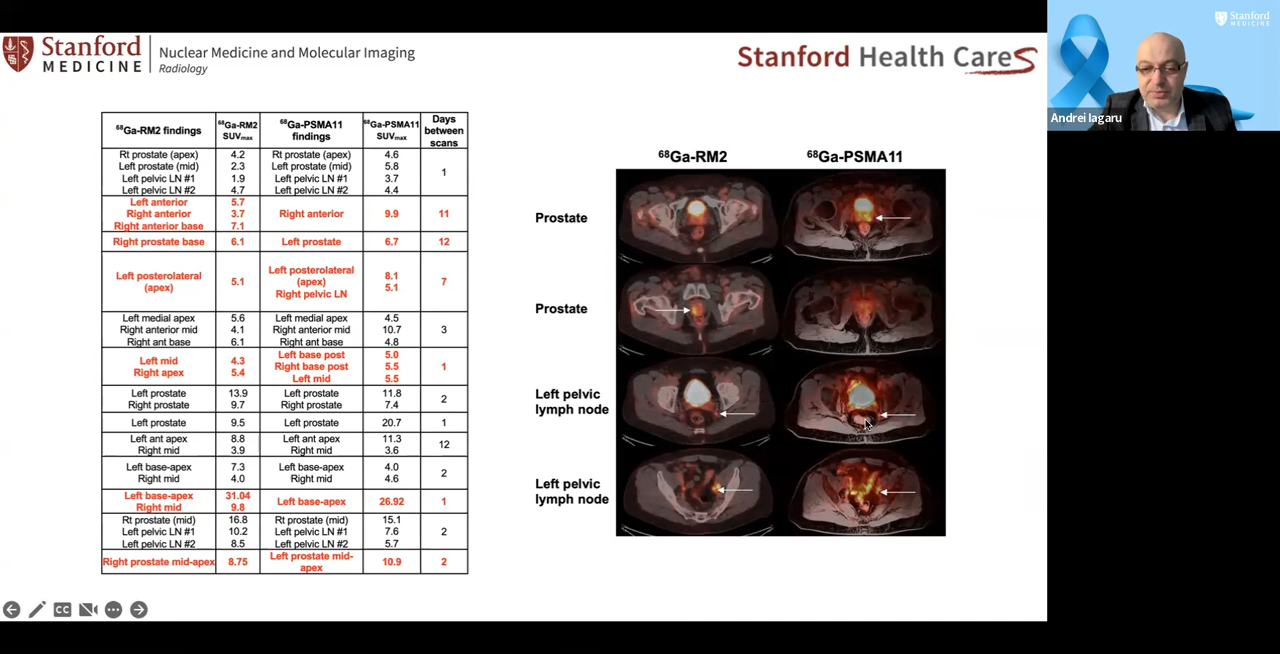 Stanford MEDICINE
Nuclear Medicine and Molecular Imaging
Radiology
Stanford Health Care
Stanford MEDICINE
Andrei Iagaru
68Ga-RM2 findings 68Ga-RM2 SUVmax 68Ga-PSMA11 findings 68Ga-PSMA11 SUVmax Days between scans
Rt prostate (apex) 4.2 Rt prostate (apex) 4.6
Left prostate (mid) 2.3 Left prostate (mid) 5.8
Left pelvic LN #1 1.9 Left pelvic LN #1 3.7
Left pelvic LN #2 4.7 Left pelvic LN #2 4.4
1
Left anterior 5.7
Right anterior 3.7 Right anterior 9.9 11
Right anterior base 7.1
Right prostate base 6.1 Left prostate 6.7 12
Left posterolateral (apex) 5.1 Left posterolateral (apex) 8.1
Right pelvic LN 5.1
7
Left medial apex 5.6 Left medial apex 4.5
Right anterior mid 4.1 Right anterior mid 10.7 3
Right ant base 6.1 Right ant base 4.8
Left mid 4.3 Left base post 5.0
Right apex 5.4 Right base post 5.5 1
Left mid 5.5
Left prostate 13.9 Left prostate 11.8
Right prostate 9.7 Right prostate 7.4
2
Left prostate 9.5 Left prostate 20.7 1
Left ant apex 8.8 Left ant apex 11.3
Right mid 3.9 Right mid 3.6
12
Left base-apex 7.3 Left base-apex 4.0
Right mid 4.0 Right mid 4.6
2
Left base-apex 31.04 Left base-apex 26.92 1
Right mid 9.8
Rt prostate (mid) 16.8 Rt prostate (mid) 15.1
Left pelvic LN #1 10.2 Left pelvic LN #1 7.6 2
Left pelvic LN #2 8.5 Left pelvic LN #2 5.7
Right prostate mid-apex 8.75 Left prostate mid-apex 10.9 2
68Ga-RM2 68Ga-PSMA11
Prostate
Prostate
Left pelvic
lymph node
Left pelvic
lymph node
CC